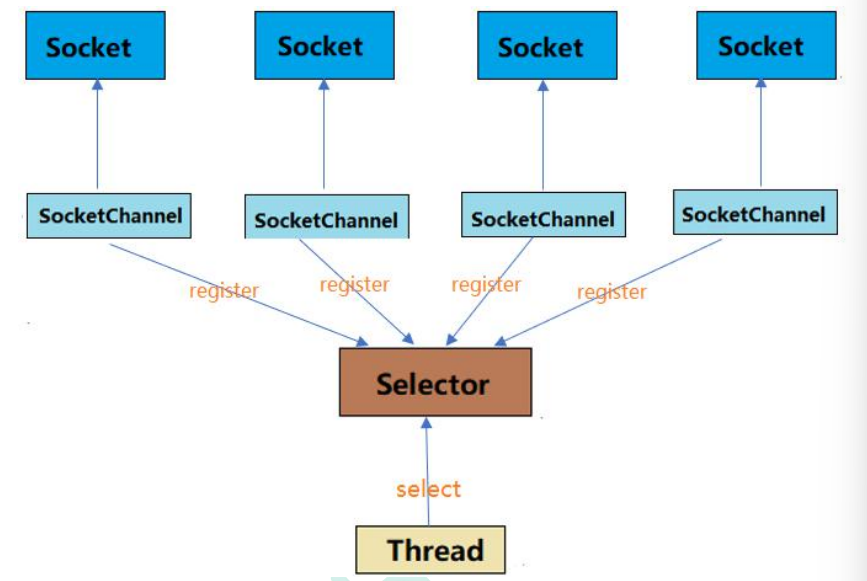 Socket Socket Socket Socket
SocketChannel SocketChannel SocketChannel SocketChannel
register register register register
Selector
select
Thread